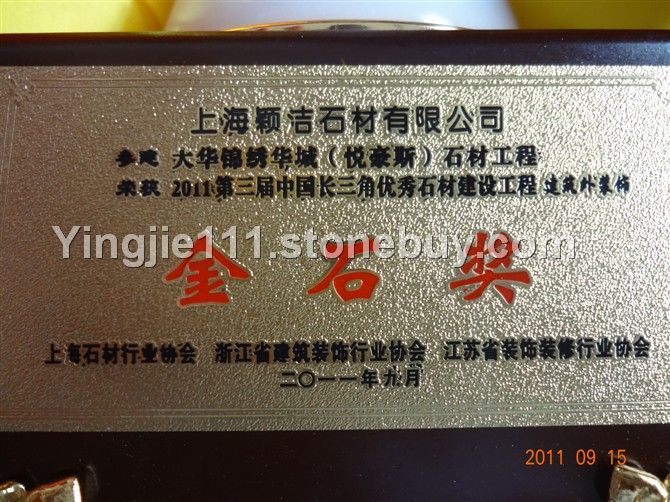 上海颖洁石材有限公司
参建 大华锦绣华城（悦豪斯）石材工程
荣获 2011第三届中国长三角优秀石材建设工程 建筑外装饰
Yingjie111.stonebuy.com
金石奖
上海石材行业协会 浙江省建筑装饰行业协会 江苏省装饰装修行业协会
二〇一一年九月
2011 09 15